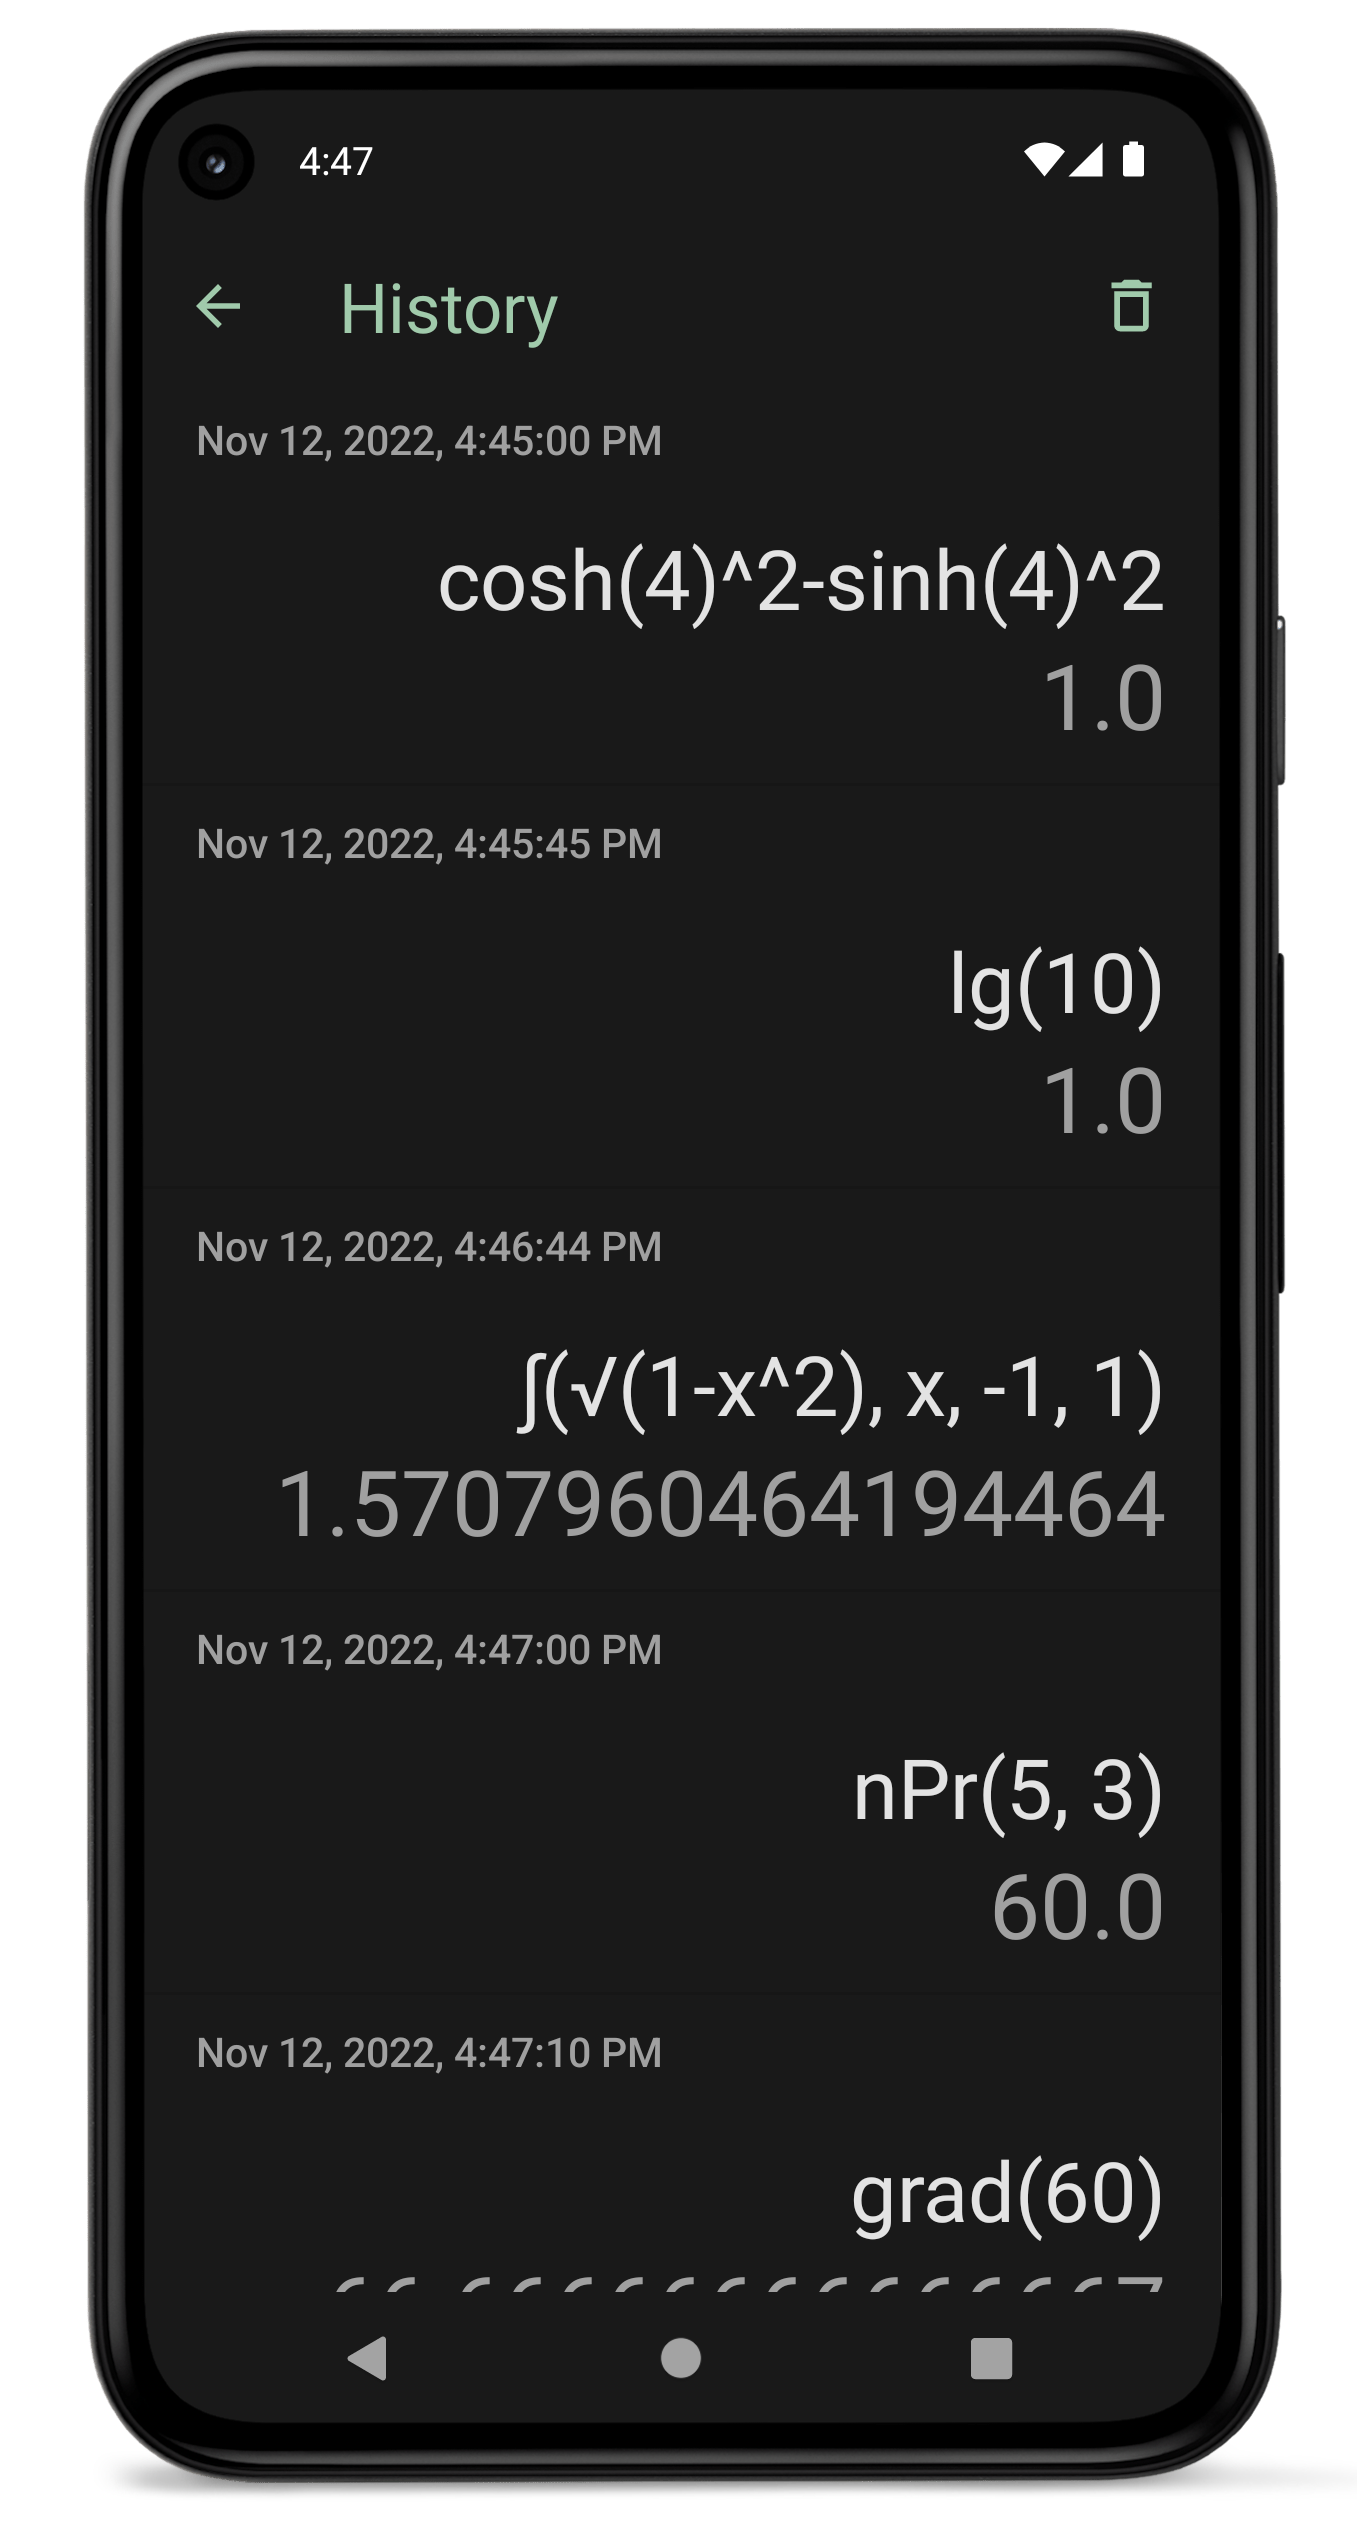 4:47
History
Nov 12, 2022, 4:45:00 PM
cosh(4)^2-sinh(4)^2
1.0
Nov 12, 2022, 4:45:45 PM
lg(10)
1.0
Nov 12, 2022, 4:46:44 PM
∫(√(1-x^2), x, -1, 1)
1.5707960464194464
Nov 12, 2022, 4:47:00 PM
nPr(5, 3)
60.0
Nov 12, 2022, 4:47:10 PM
grad(60)